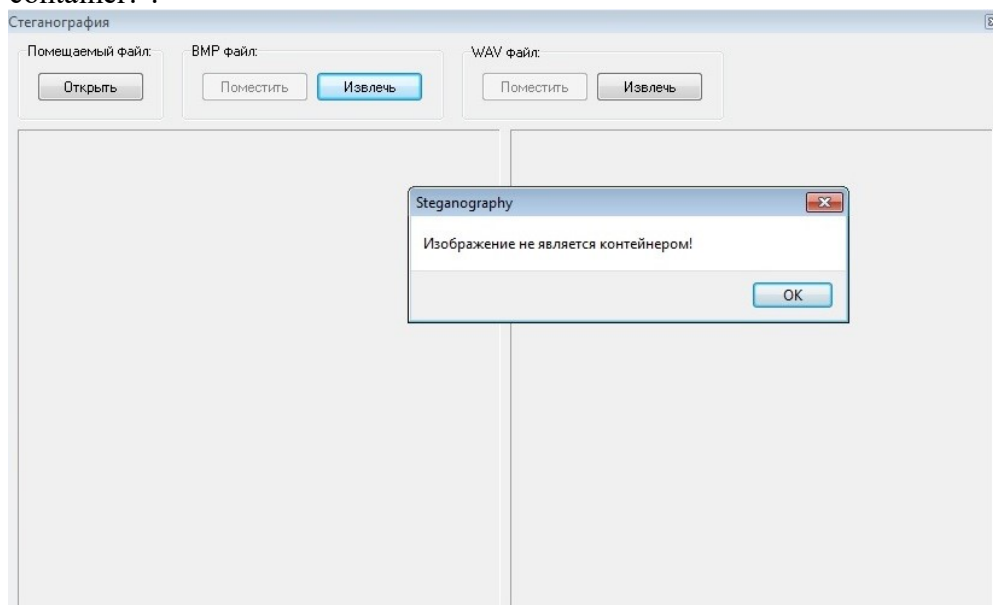 Стеганография
Помещаемый файл:
BMP файл:
WAV файл:
Открыть
Поместить
Извлечь
Поместить
Извлечь
Steganography
Изображение не является контейнером!
OK